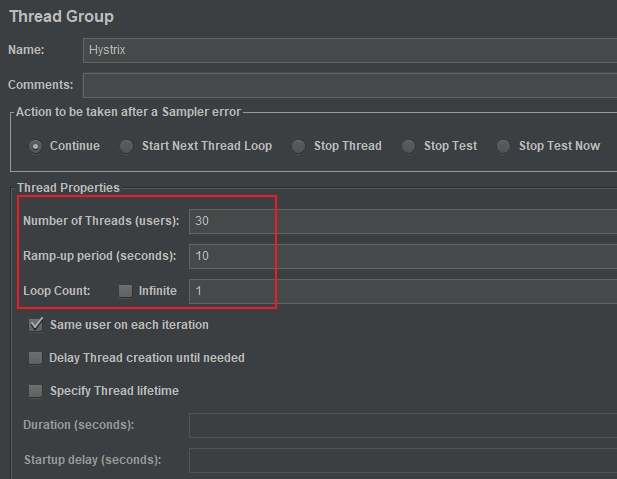 Thread Group
Name: Hystrix
Comments:
Action to be taken after a Sampler error
Continue Start Next Thread Loop Stop Thread Stop Test Stop Test Now
Thread Properties
Number of Threads (users): 30
Ramp-up period (seconds): 10
Loop Count: Infinite 1
Same user on each iteration
Delay Thread creation until needed
Specify Thread lifetime
Duration (seconds):
Startup delay (seconds):